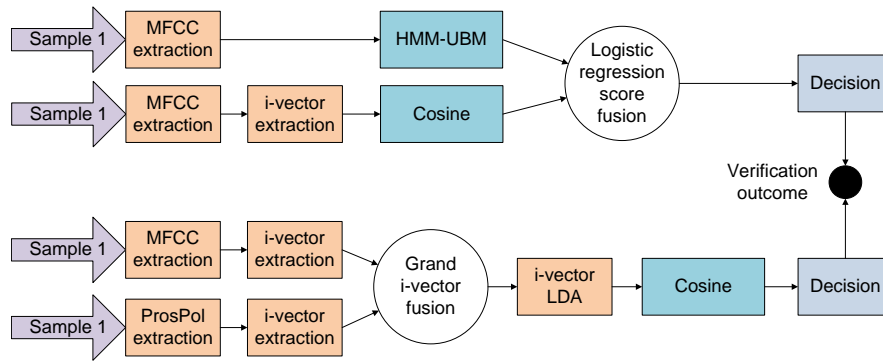 Sample 1
MFCC
extraction
HMM-UBM
Logistic
regression
score
fusion
Decision
Sample 1
MFCC
extraction
i-vector
extraction
Cosine
Verification
outcome
Sample 1
MFCC
extraction
i-vector
extraction
Grand
i-vector
fusion
i-vector
LDA
Cosine
Decision
Sample 1
ProsPol
extraction
i-vector
extraction